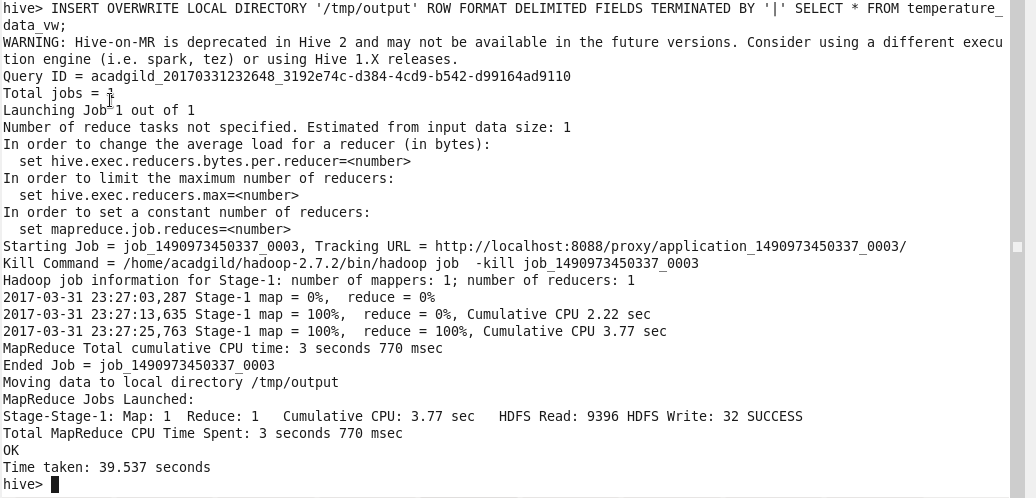 hive> INSERT OVERWRITE LOCAL DIRECTORY '/tmp/output' ROW FORMAT DELIMITED FIELDS TERMINATED BY '|' SELECT * FROM temperature_
data_vw;
WARNING: Hive-on-MR is deprecated in Hive 2 and may not be available in the future versions. Consider using a different execu
tion engine (i.e. spark, tez) or using Hive 1.X releases.
Query ID = acadgild_20170331232648_3192e74c-d384-4cd9-b542-d99164ad9110
Total jobs = 1
Launching Job 1 out of 1
Number of reduce tasks not specified. Estimated from input data size: 1
In order to change the average load for a reducer (in bytes):
  set hive.exec.reducers.bytes.per.reducer=<number>
In order to limit the maximum number of reducers:
  set hive.exec.reducers.max=<number>
In order to set a constant number of reducers:
  set mapreduce.job.reduces=<number>
Starting Job = job_1490973450337_0003, Tracking URL = http://localhost:8088/proxy/application_1490973450337_0003/
Kill Command = /home/acadgild/hadoop-2.7.2/bin/hadoop job  -kill job_1490973450337_0003
Hadoop job information for Stage-1: number of mappers: 1; number of reducers: 1
2017-03-31 23:27:03,287 Stage-1 map = 0%,  reduce = 0%
2017-03-31 23:27:13,635 Stage-1 map = 100%,  reduce = 0%, Cumulative CPU 2.22 sec
2017-03-31 23:27:25,763 Stage-1 map = 100%,  reduce = 100%, Cumulative CPU 3.77 sec
MapReduce Total cumulative CPU time: 3 seconds 770 msec
Ended Job = job_1490973450337_0003
Moving data to local directory /tmp/output
MapReduce Jobs Launched:
Stage-Stage-1: Map: 1  Reduce: 1   Cumulative CPU: 3.77 sec   HDFS Read: 9396 HDFS Write: 32 SUCCESS
Total MapReduce CPU Time Spent: 3 seconds 770 msec
OK
Time taken: 39.537 seconds
hive>